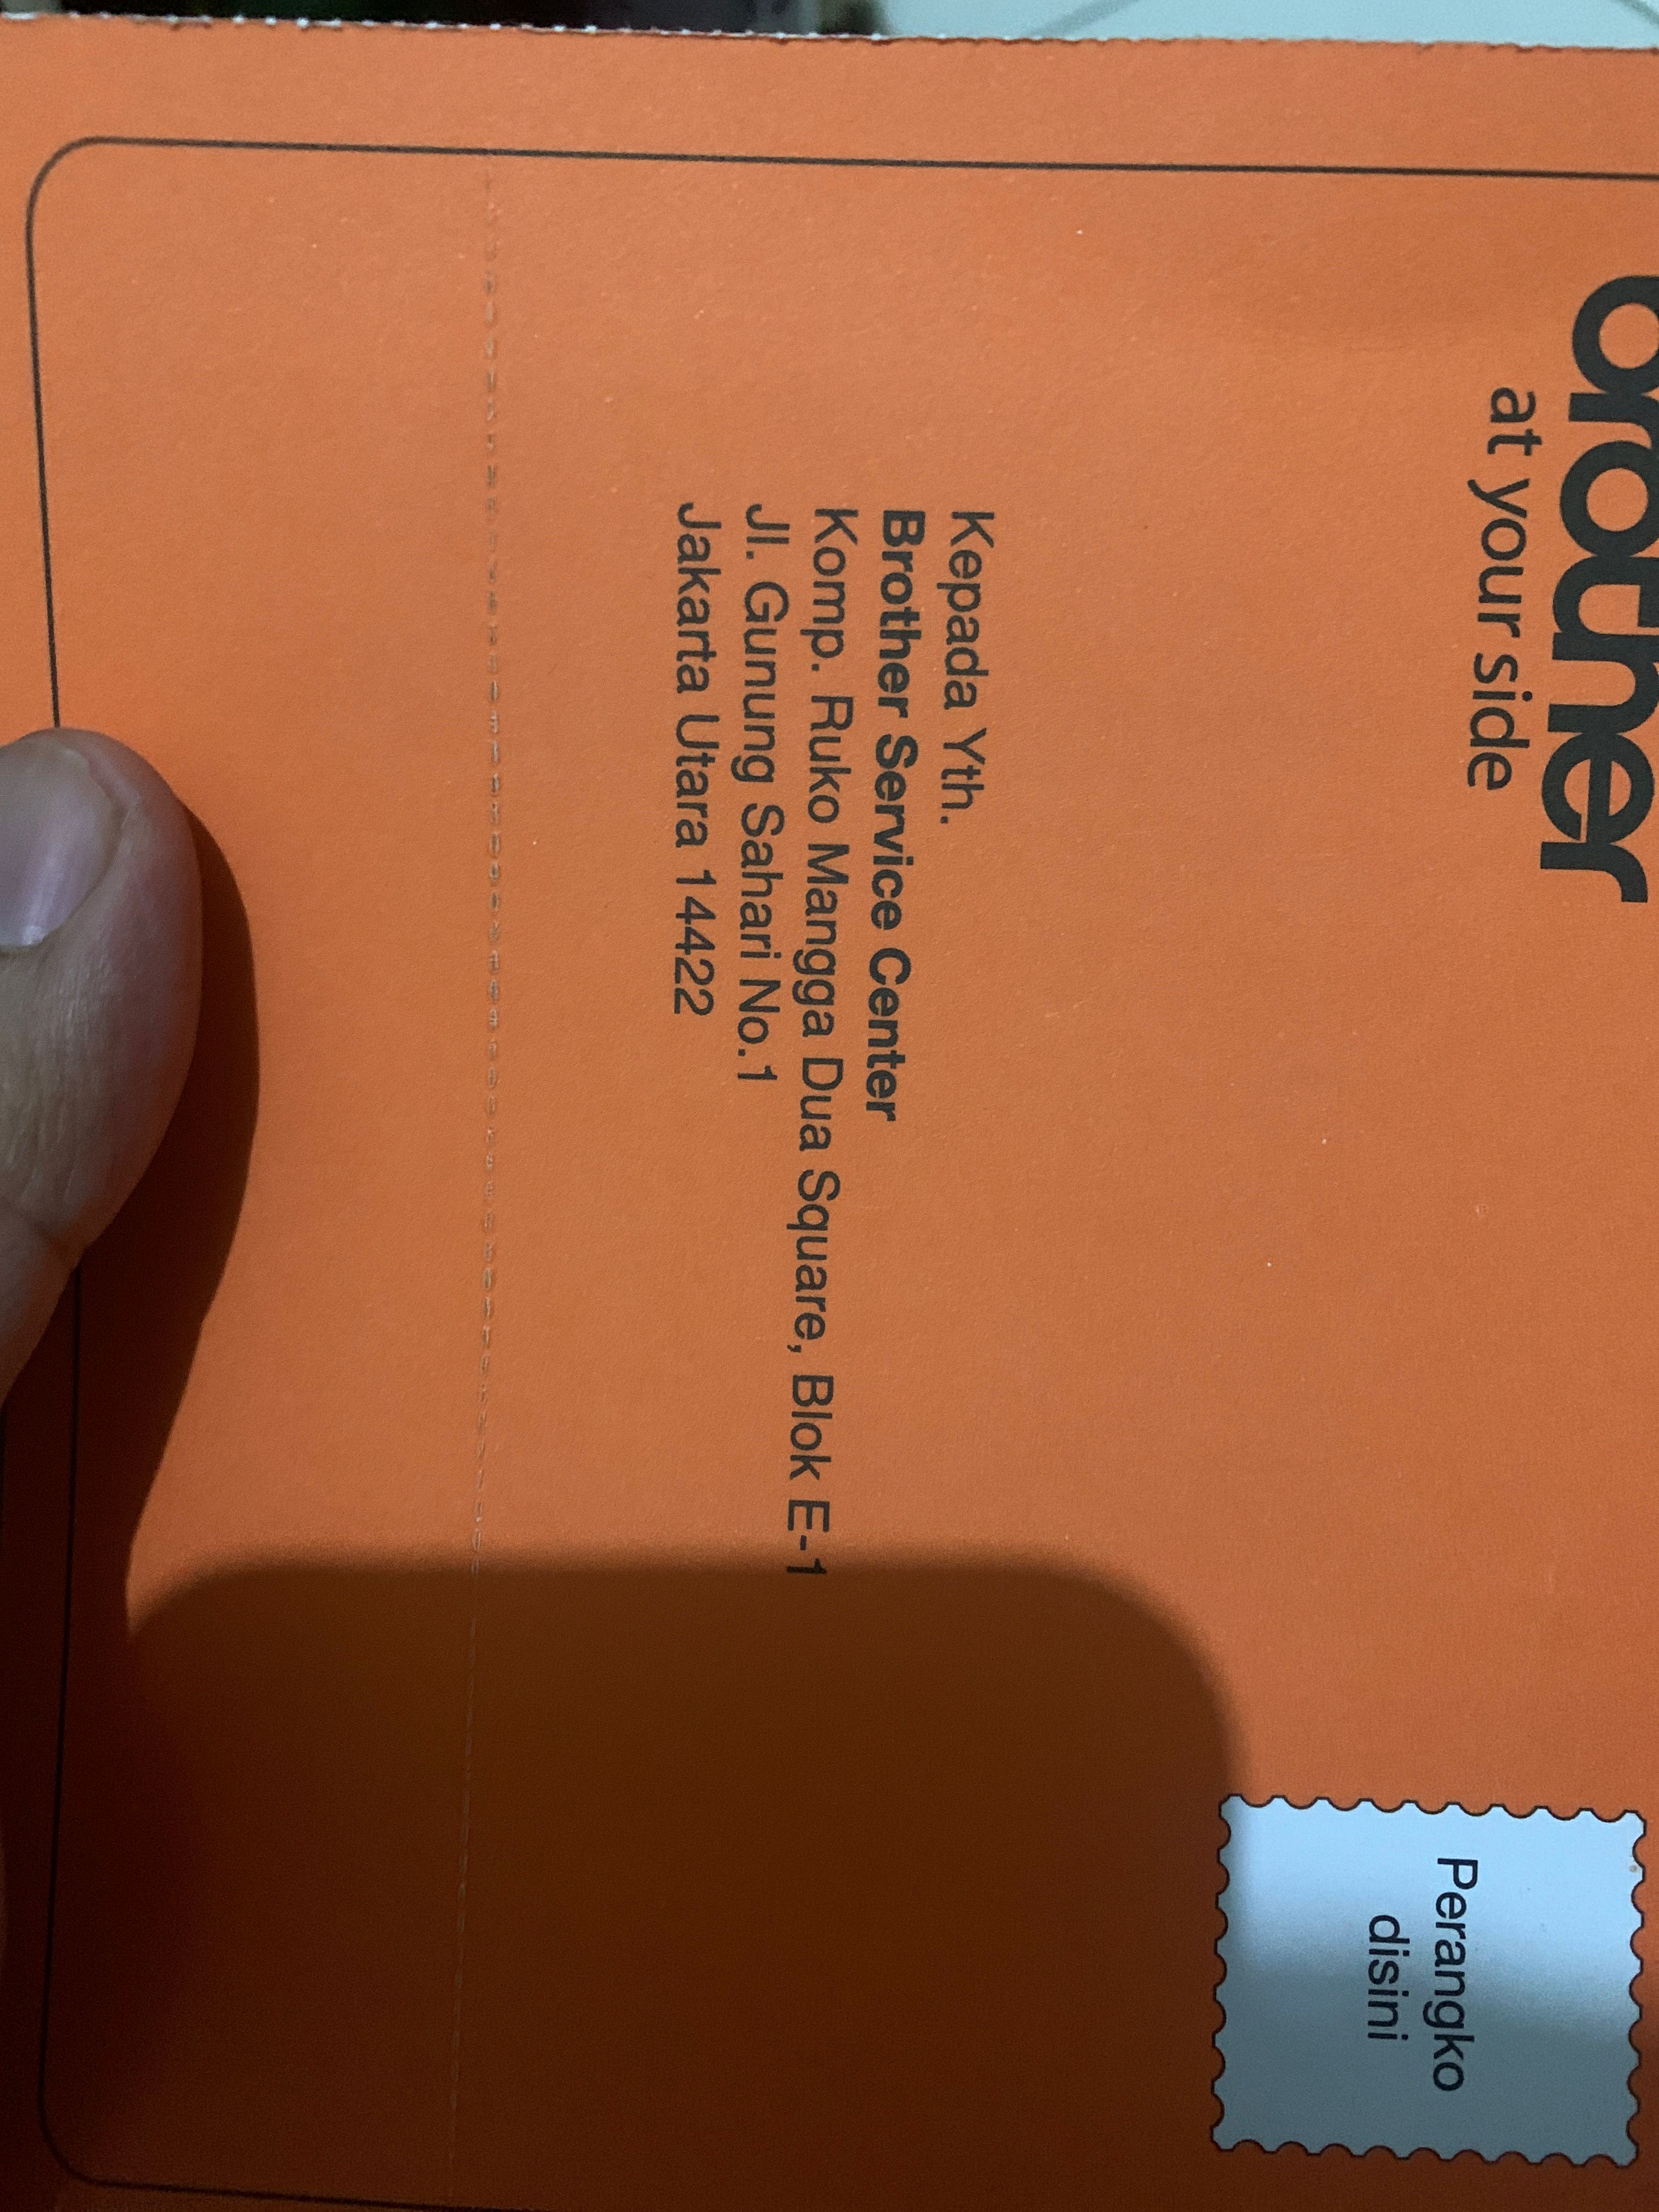 brother
at your side
Perangko
disini
Kepada Yth.
Brother Service Center
Komp. Ruko Mangga Dua Square, Blok E-1
Jl. Gunung Sahari No.1
Jakarta Utara 14422